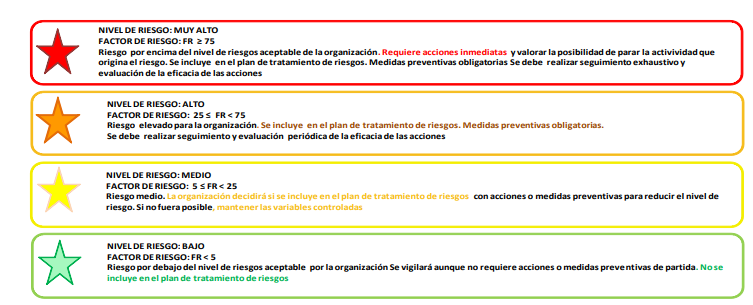 NIVEL DE RIESGO: MUY ALTO
FACTOR DE RIESGO: FR ≥ 75
Riesgo por encima del nivel de riesgos aceptable de la organización. Requiere acciones inmediatas y valorar la posibilidad de parar la activividad que
origina el riesgo. Se incluye en el plan de tratamiento de riesgos. Medidas preventivas obligatorias Se debe realizar seguimiento exhaustivo y
evaluación de la eficacia de las acciones
NIVEL DE RIESGO: ALTO
FACTOR DE RIESGO: 25 ≤ FR < 75
Riesgo elevado para la organización. Se incluye en el plan de tratamiento de riesgos. Medidas preventivas obligatorias.
Se debe realizar seguimiento y evaluación periódica de la eficacia de las acciones
NIVEL DE RIESGO: MEDIO
FACTOR DE RIESGO: 5 ≤ FR < 25
Riesgo medio. La organización decidirá si se incluye en el plan de tratamiento de riesgos con acciones o medidas preventivas para reducir el nivel de
riesgo. Si no fuera posible, mantener las variables controladas
NIVEL DE RIESGO: BAJO
FACTOR DE RIESGO: FR < 5
Riesgo por debajo del nivel de riesgos aceptable por la organización Se vigilará aunque no requiere acciones o medidas preventivas de partida. No se
incluye en el plan de tratamiento de riesgos